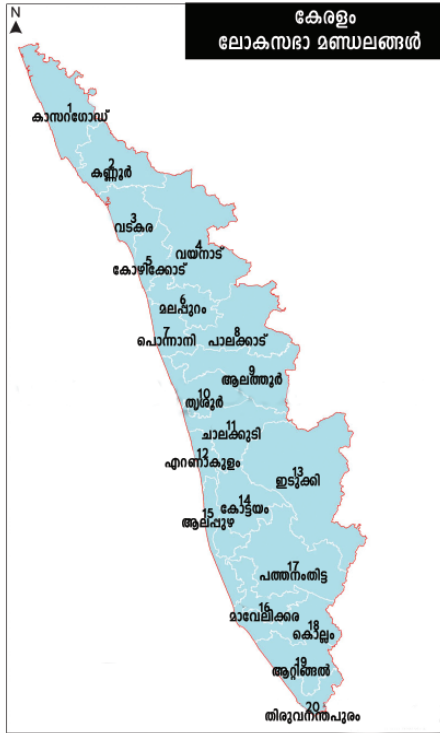 N
കേരളം
ലോകസഭാ മണ്ഡലങ്ങൾ
1
കാസറഗോഡ്
2
കണ്ണൂർ
3
വടകര
4
വയനാട്
5
കോഴിക്കോട്
6
മലപ്പുറം
7
പൊന്നാനി
8
പാലക്കാട്
9
ആലത്തൂർ
10
തൃശൂർ
11
ചാലക്കുടി
12
എറണാകുളം
13
ഇടുക്കി
14
കോട്ടയം
15
ആലപ്പുഴ
17
പത്തനംതിട്ട
16
മാവേലിക്കര
18
കൊല്ലം
19
ആറ്റിങ്ങൽ
20
തിരുവനന്തപുരം